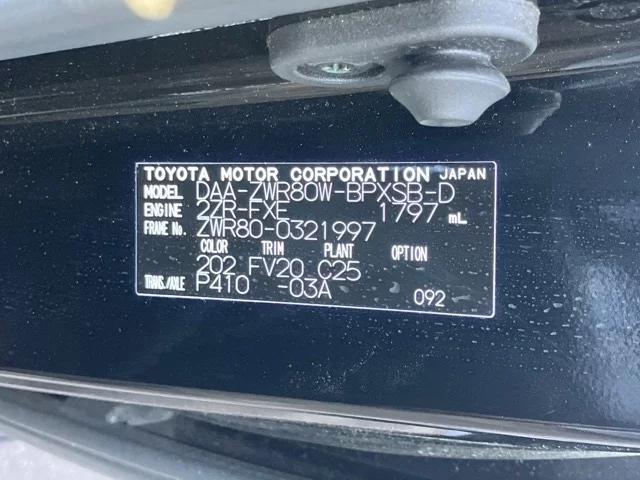 TOYOTA MOTOR CORPORATION JAPAN
MODEL DAA-ZWR80W-BPXSB-D
ENGINE 2ZR-FXE 1797 mL
FRAME No. ZWR80-0321997
COLOR TRIM PLANT OPTION
202 FV20 C25
TRANS./AXLE P410 -03A 092